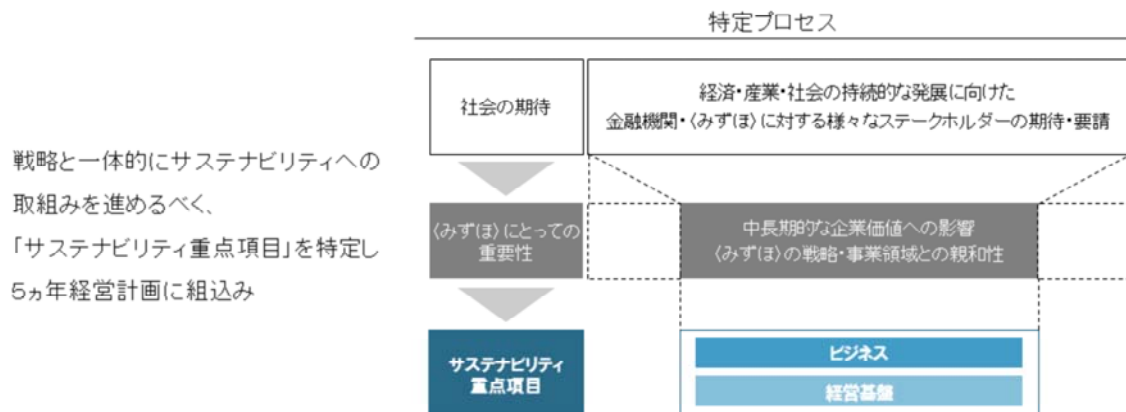 特定プロセス
社会の期待
経済・産業・社会の持続的な発展に向けた
金融機関・〈みずほ〉に対する様々なステークホルダーの期待・要請
戦略と一体的にサステナビリティへの
取組みを進めるべく、
「サステナビリティ重点項目」を特定し
5ヵ年経営計画に組込み
〈みずほ〉にとっての
重要性
中長期的な企業価値への影響
〈みずほ〉の戦略・事業領域との親和性
サステナビリティ
重点項目
ビジネス
経営基盤